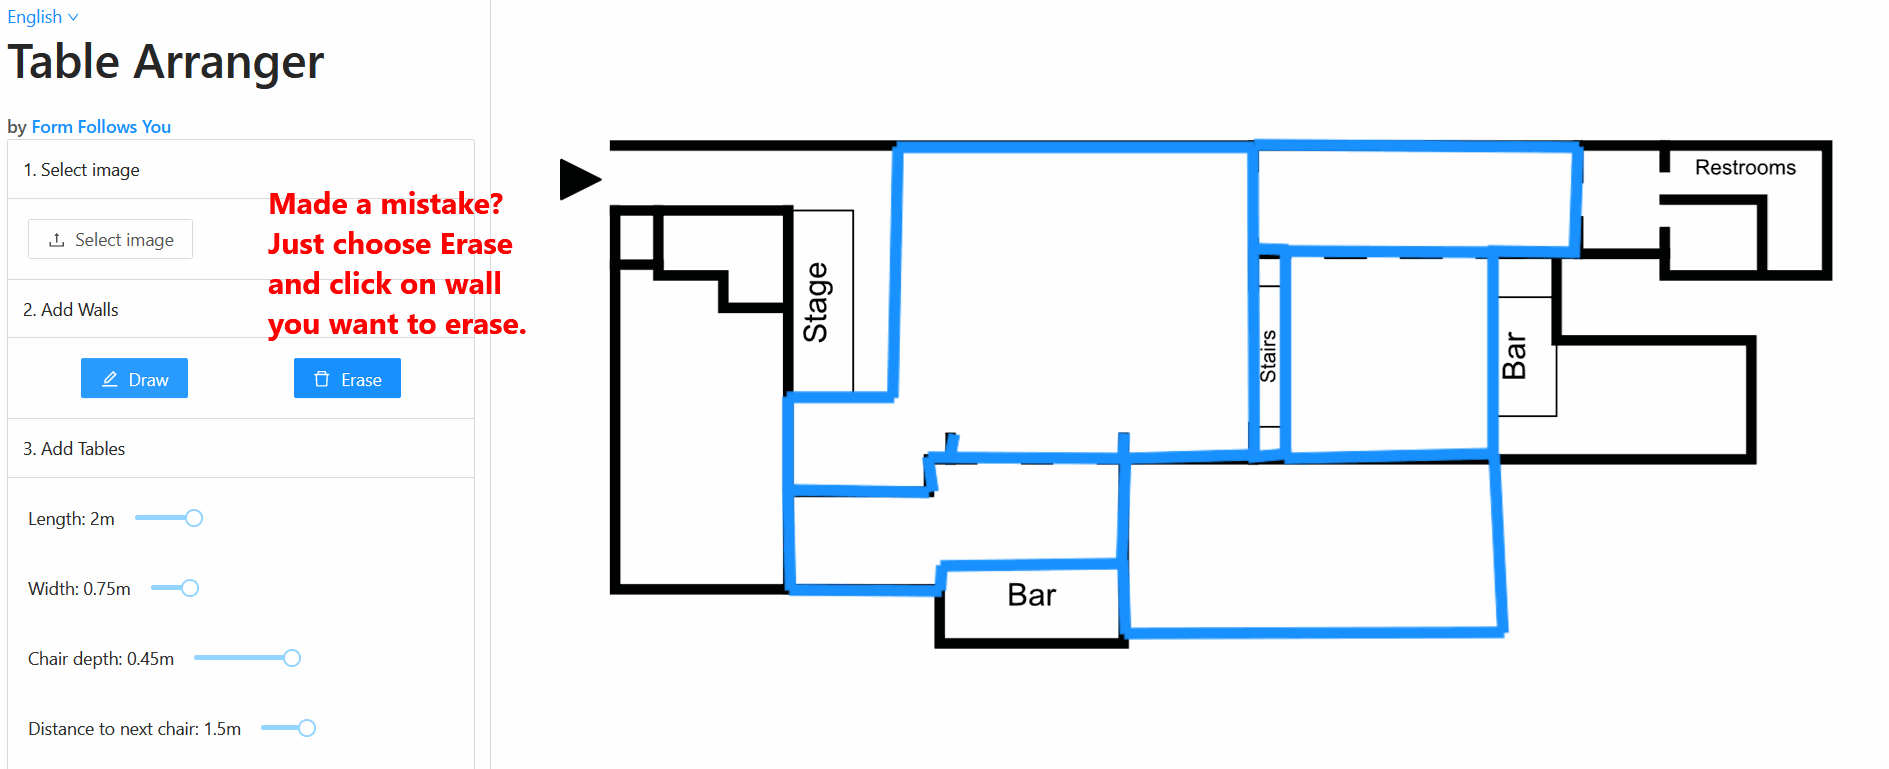 English
Table Arranger
by Form Follows You
1. Select image
Select image
2. Add Walls
Draw
Erase
3. Add Tables
Length: 2m
Width: 0.75m
Chair depth: 0.45m
Distance to next chair: 1.5m
Made a mistake?
Just choose Erase
and click on wall
you want to erase.
Restrooms
Stage
Stairs
Bar
Bar